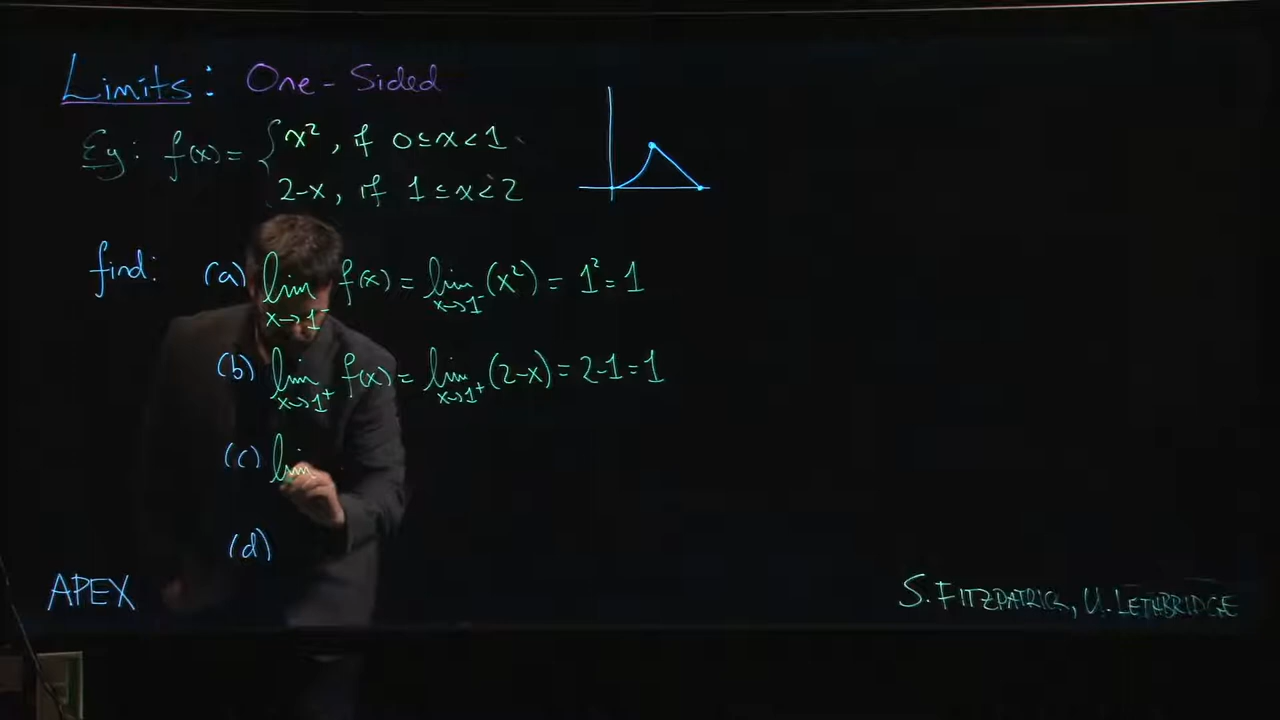 Limits: One-Sided
Eg: f(x) = { x², if 0 ≤ x < 1
2-x, if 1 ≤ x < 2
find: (a) lim x→1⁻ f(x) = lim x→1⁻ (x²) = 1² = 1
(b) lim x→1⁺ f(x) = lim x→1⁺ (2-x) = 2-1 = 1
(c) lim
(d)
APEX
S. FITZPATRICK, U. LETHBRIDGE